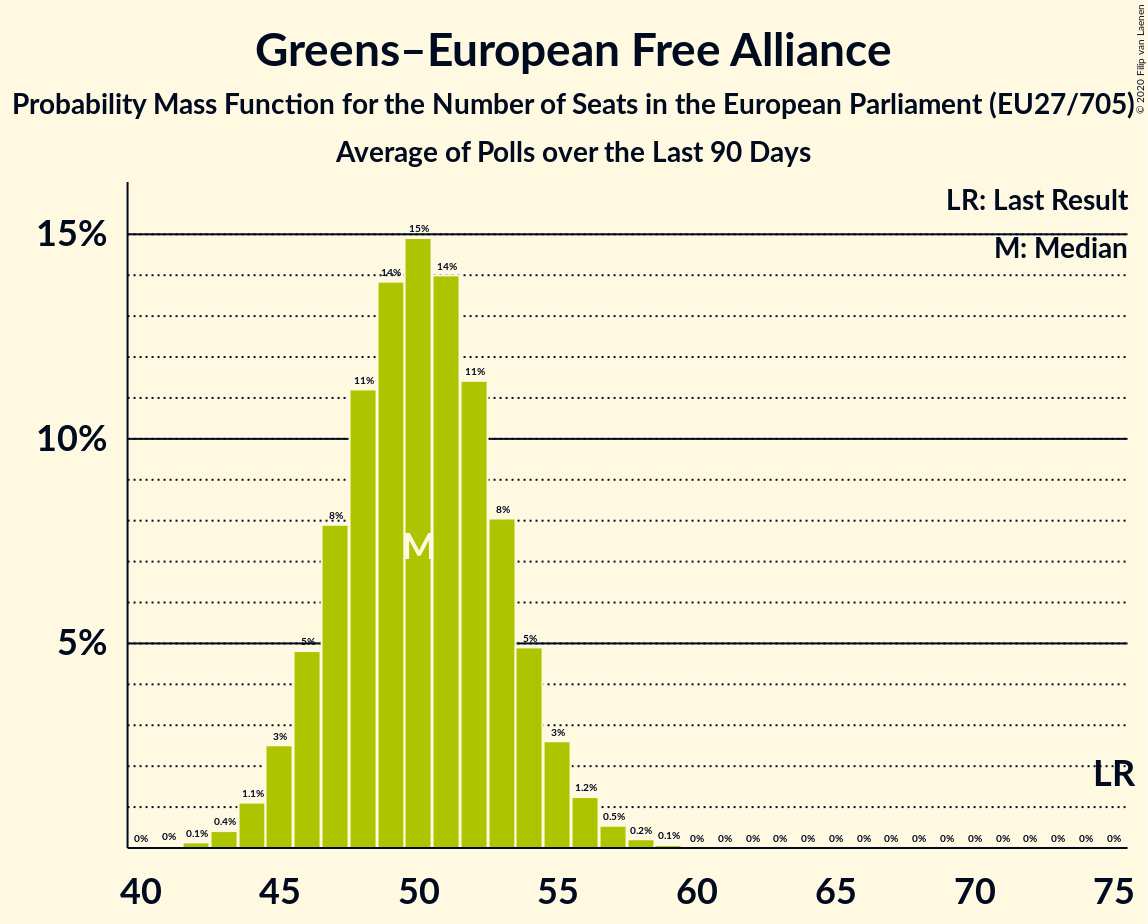 Greens–European Free Alliance
Probability Mass Function for the Number of Seats in the European Parliament (EU27/705)
Average of Polls over the Last 90 Days
© 2020 Filip van Laenen
LR: Last Result
M: Median
15%
10%
5%
0% 0% 0.1% 0.4% 1.1% 3% 5% 8% 11% 14% 15% 14% 11% 8% 5% 3% 1.2% 0.5% 0.2% 0.1% 0% 0% 0% 0% 0% 0% 0% 0% 0% 0% 0% 0% 0% 0% 0% 0%
M
LR
40 45 50 55 60 65 70 75